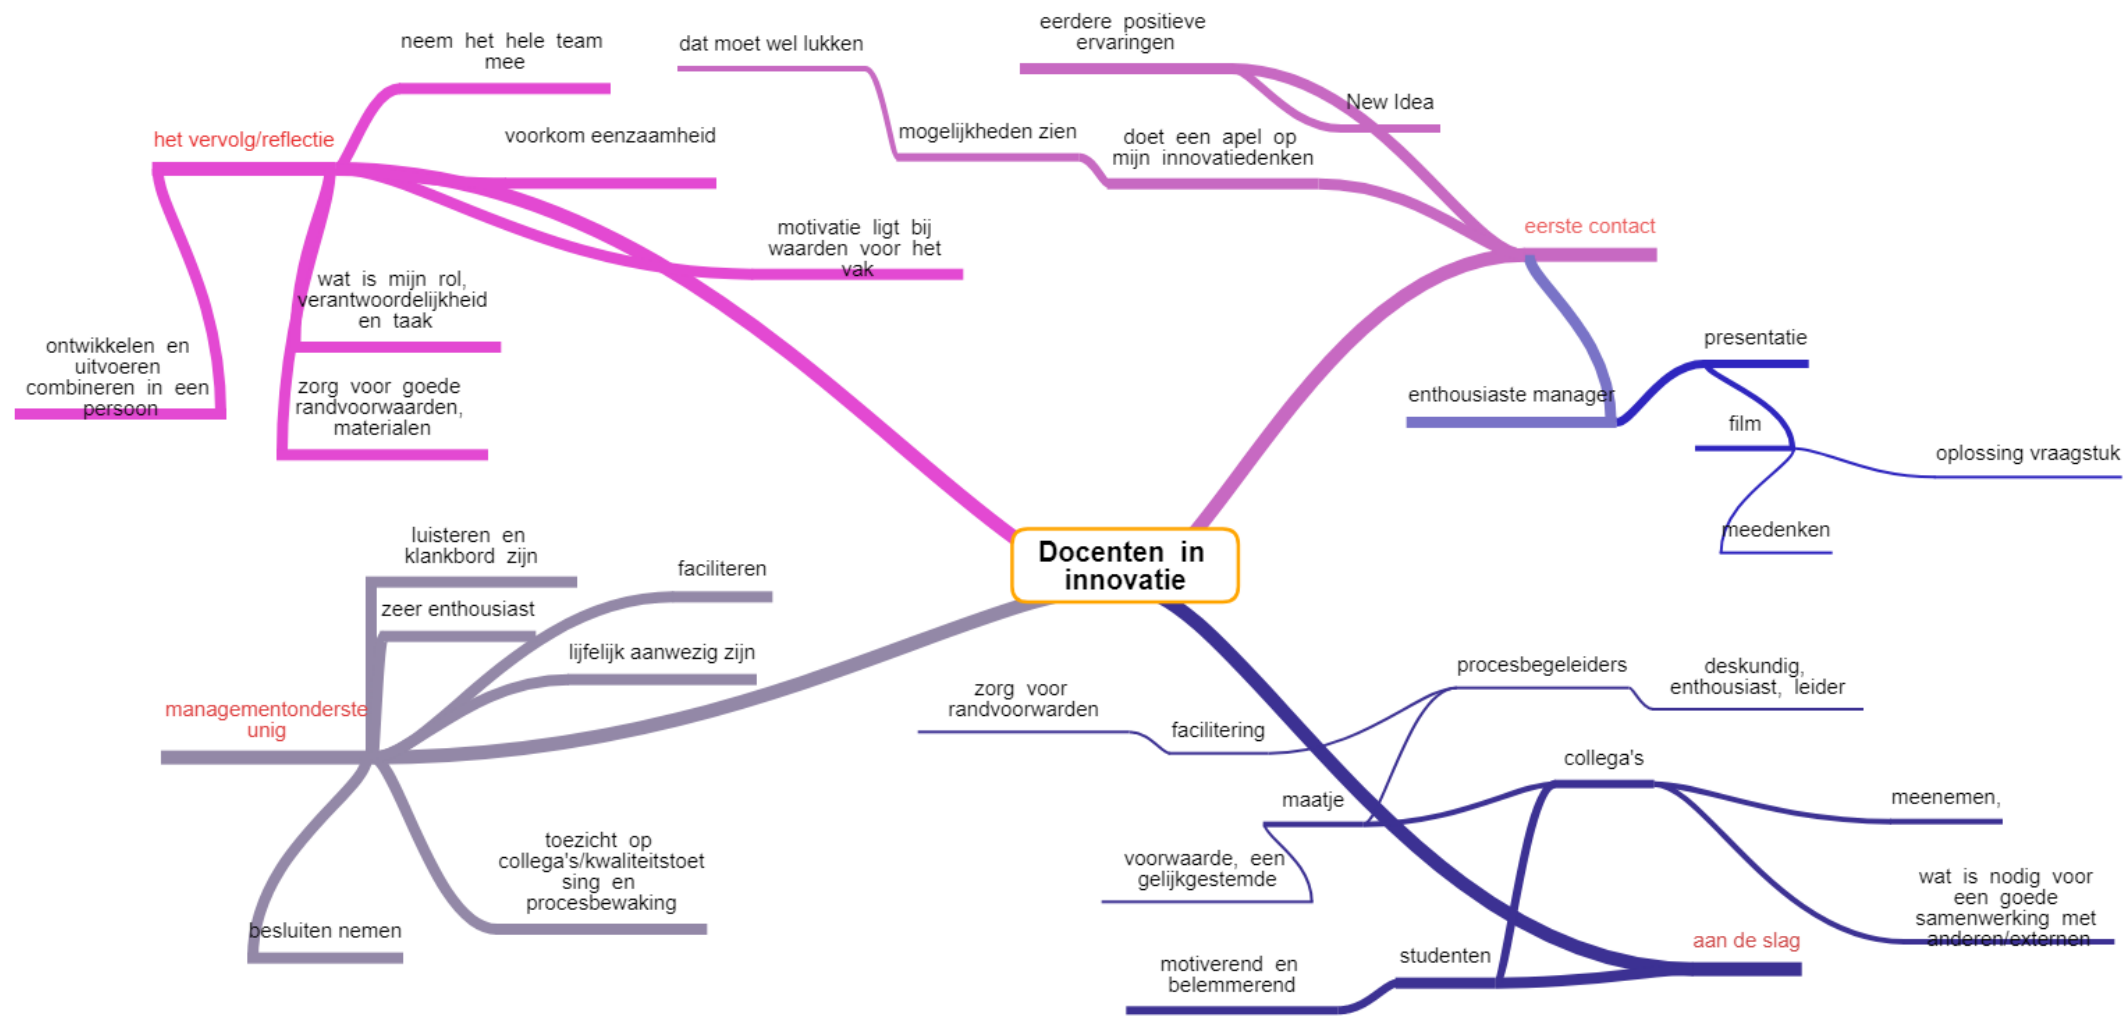 neem het hele team
mee
dat moet wel lukken
eerdere positieve
ervaringen
New Idea
het vervolg/reflectie
voorkom eenzaamheid
mogelijkheden zien
doet een apel op
mijn innovatiedenken
motivatie ligt bij
waarden voor het
vak
eerste contact
wat is mijn rol,
verantwoordelijkheid
en taak
ontwikkelen en
uitvoeren
combineren in een
persoon
zorg voor goede
randvoorwaarden,
materialen
presentatie
enthousiaste manager
film
oplossing vraagstuk
meedenken
Docenten in
innovatie
luisteren en
klankbord zijn
faciliteren
zeer enthousiast
lijfelijk aanwezig zijn
managementonderste
unig
toezicht op
collega's/kwaliteitstoet
sing en
procesbewaking
besluiten nemen
procesbegeleiders
deskundig,
enthousiast, leider
zorg voor
randvoorwarden
facilitering
collega's
maatje
meenemen,
voorwaarde, een
gelijkgestemde
wat is nodig voor
een goede
samenwerking met
anderen/externen
aan de slag
studenten
motiverend en
belemmerend